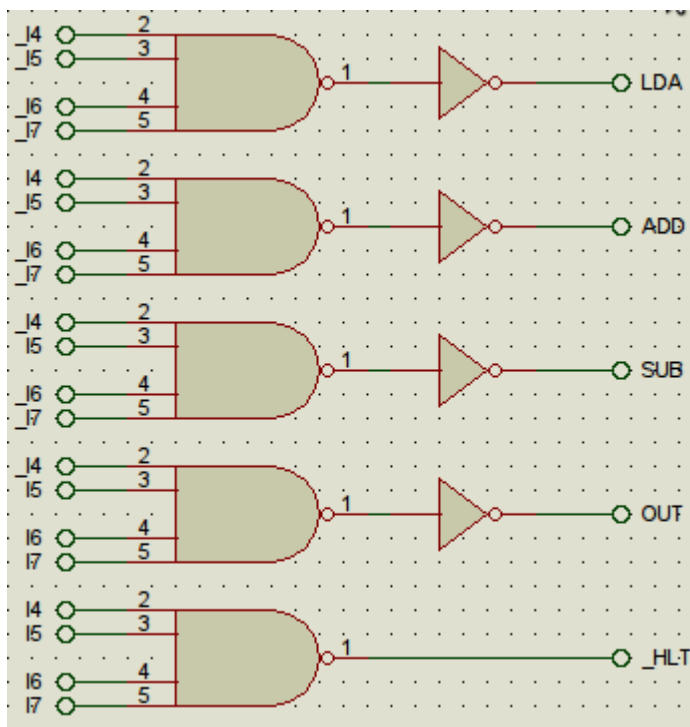 _I4 2
_I5 3
1 LDA
_I6 4
_I7 5
I4 2
_I5 3
1 ADD
_I6 4
_I7 5
_I4 2
I5 3
1 SUB
_I6 4
_I7 5
_I4 2
I5 3
1 OUT
I6 4
I7 5
I4 2
I5 3
1 _HLT
I6 4
I7 5